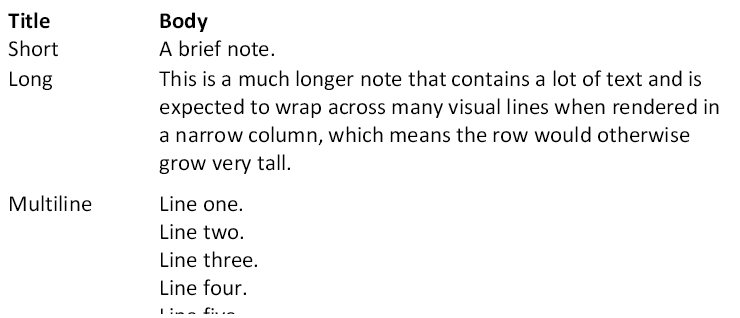 Title Body
Short A brief note.
Long This is a much longer note that contains a lot of text and is
expected to wrap across many visual lines when rendered in
a narrow column, which means the row would otherwise
grow very tall.
Multiline Line one.
Line two.
Line three.
Line four.
Line five